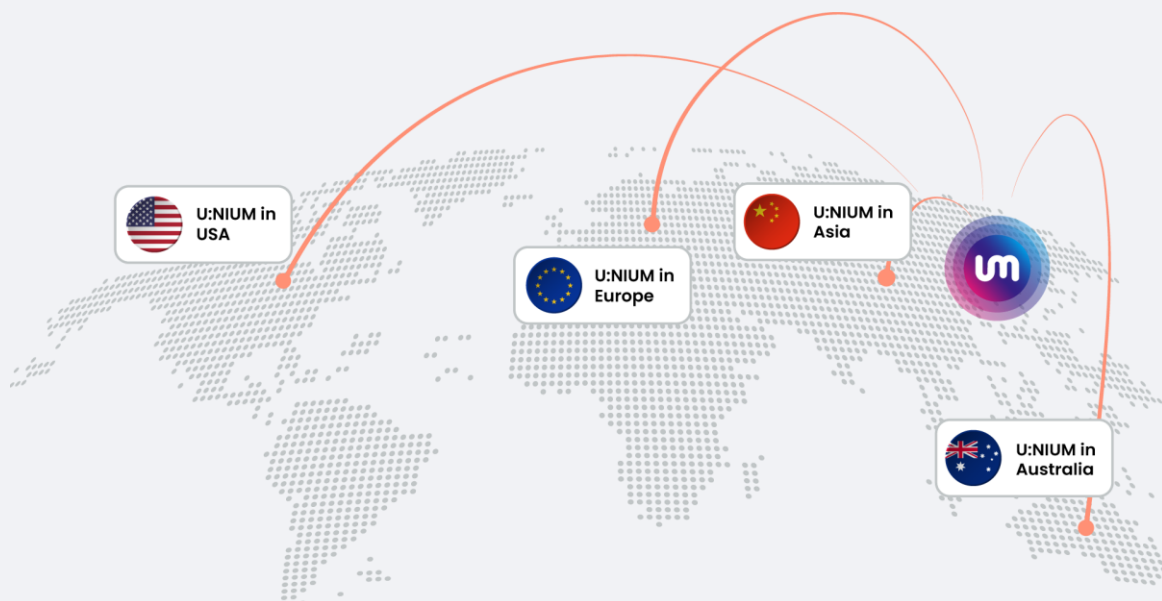 U:NIUM in
USA
U:NIUM in
Europe
U:NIUM in
Asia
um
U:NIUM in
Australia